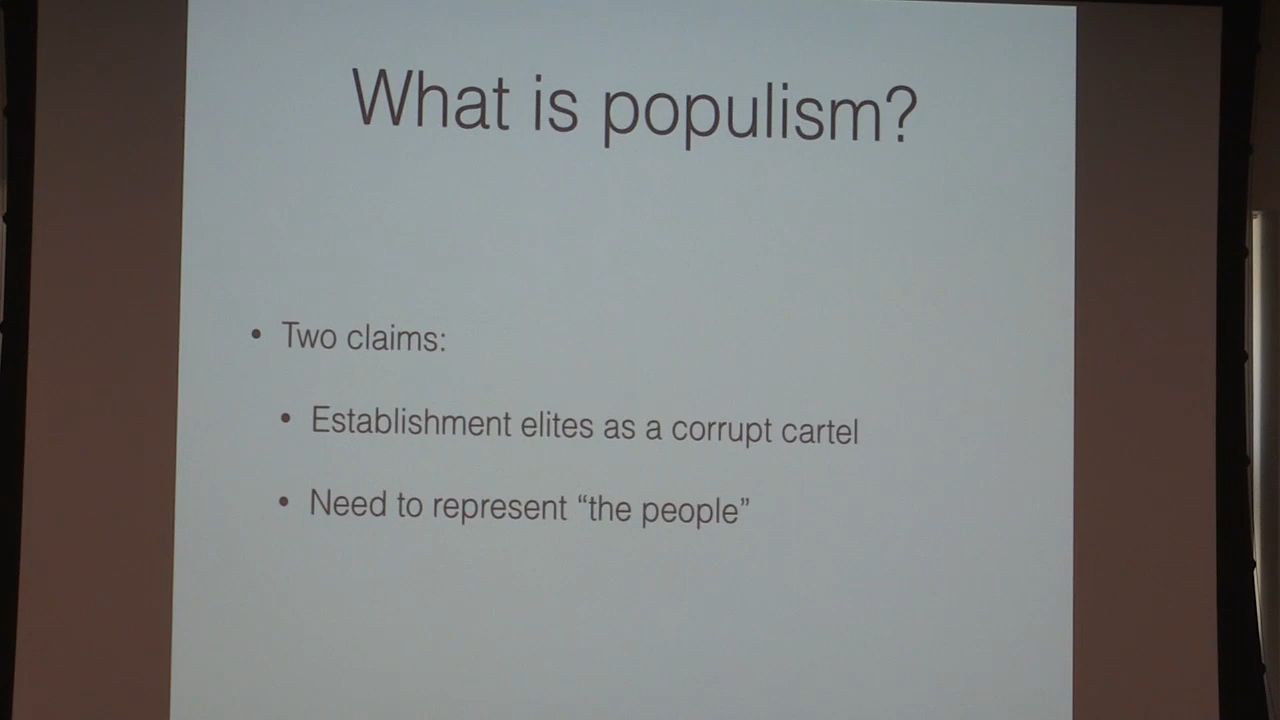 What is populism?
• Two claims:
• Establishment elites as a corrupt cartel
• Need to represent “the people”